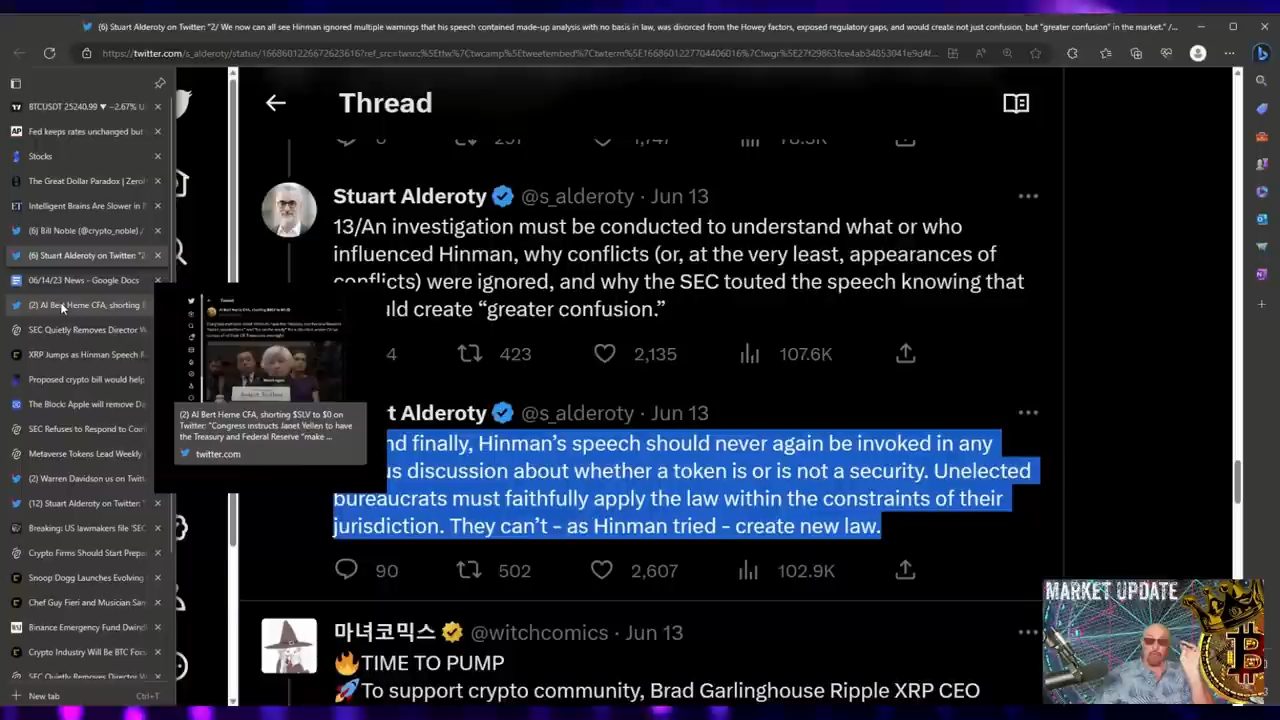 (6) Stuart Alderoty on Twitter: "2/ We now can all see Hinman ignored multiple warnings that his speech contained made-up analysis with no basis in law, was divorced from the Howey factors, exposed regulatory gaps, and would create not just confusion, but "greater confusion" in the market." /...
BTCUSDT 25240.99 ▼ −2.67% U
Fed keeps rates unchanged but
Stocks
The Great Dollar Paradox | Zero
Intelligent Brains Are Slower in
(6) Bill Noble (@crypto_noble) /
(6) Stuart Alderoty on Twitter: "2
06/14/23 News - Google Docs
(2) Al Bert Herne CFA, shorting
SEC Quietly Removes Director W
XRP Jumps as Hinman Speech R
Proposed crypto bill would help
The Block: Apple will remove Da
SEC Refuses to Respond to Coi
Metaverse Tokens Lead Weekly
(2) Warren Davidson us on Twitt
(12) Stuart Alderoty on Twitter: "
Breaking: US lawmakers file 'SEC
Crypto Firms Should Start Prepa
Snoop Dogg Launches Evolving
Chef Guy Fieri and Musician Sam
Binance Emergency Fund Dwind
Crypto Industry Will Be BTC Foc
SEC Quietly Removes Director W
New tab Ctrl+T
(2) Al Bert Herne CFA, shorting $SLV to $0 on
Twitter: "Congress instructs Janet Yellen to have
the Treasury and Federal Reserve "make ...
twitter.com
Thread
Stuart Alderoty @s_alderoty · Jun 13
13/An investigation must be conducted to understand what or who
influenced Hinman, why conflicts (or, at the very least, appearances of
conflicts) were ignored, and why the SEC touted the speech knowing that
uld create “greater confusion.”
4 423 2,135 107.6K
t Alderoty @s_alderoty · Jun 13
nd finally, Hinman’s speech should never again be invoked in any
us discussion about whether a token is or is not a security. Unelected
bureaucrats must faithfully apply the law within the constraints of their
jurisdiction. They can’t – as Hinman tried – create new law.
90 502 2,607 102.9K
마녀코믹스 @witchcomics · Jun 13
🔥TIME TO PUMP
🚀To support crypto community, Brad Garlinghouse Ripple XRP CEO
MARKET UPDATE